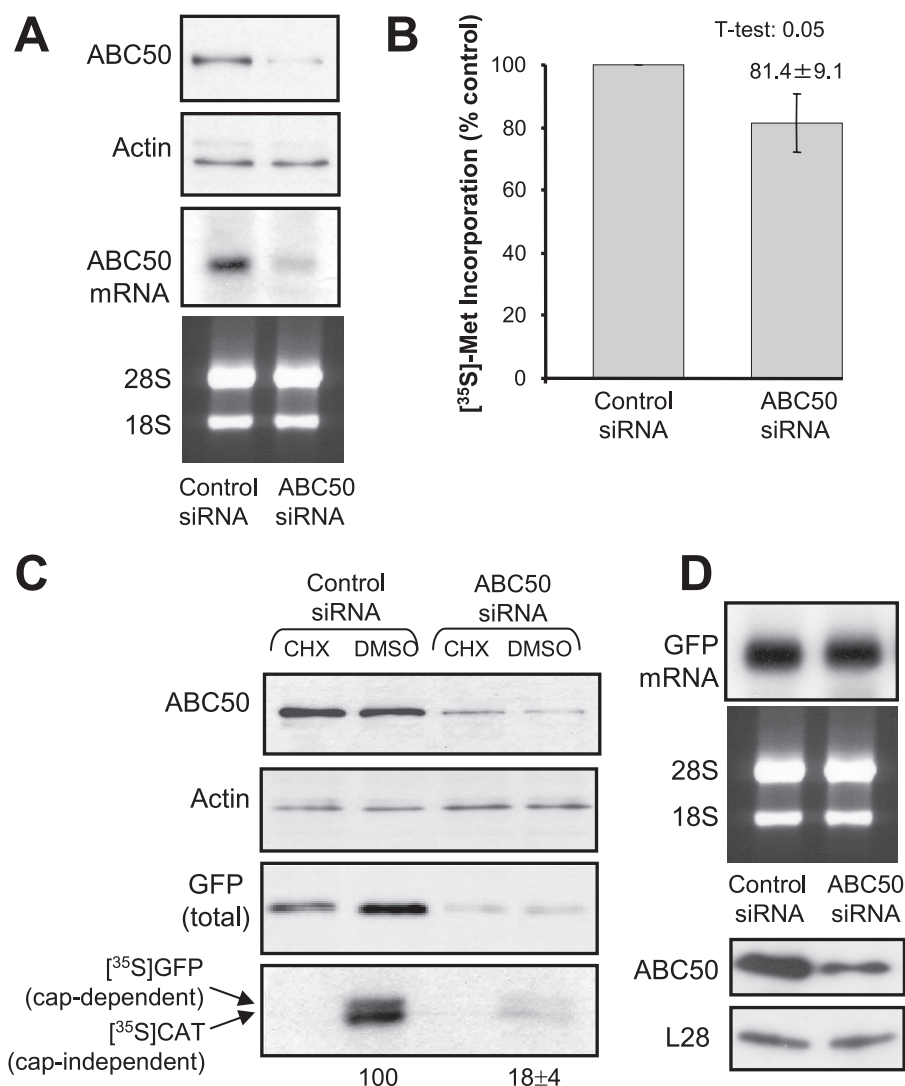 A
ABC50
Actin
ABC50
mRNA
28S
18S
Control
siRNA
ABC50
siRNA
B
T-test: 0.05
81.4±9.1
[³⁵S]-Met Incorporation (% control)
100
80
60
40
20
0
Control
siRNA
ABC50
siRNA
C
Control
siRNA
ABC50
siRNA
CHX
DMSO
CHX
DMSO
ABC50
Actin
GFP
(total)
[³⁵S]GFP
(cap-dependent)
[³⁵S]CAT
(cap-independent)
100
18±4
D
GFP
mRNA
28S
18S
Control
siRNA
ABC50
siRNA
ABC50
L28